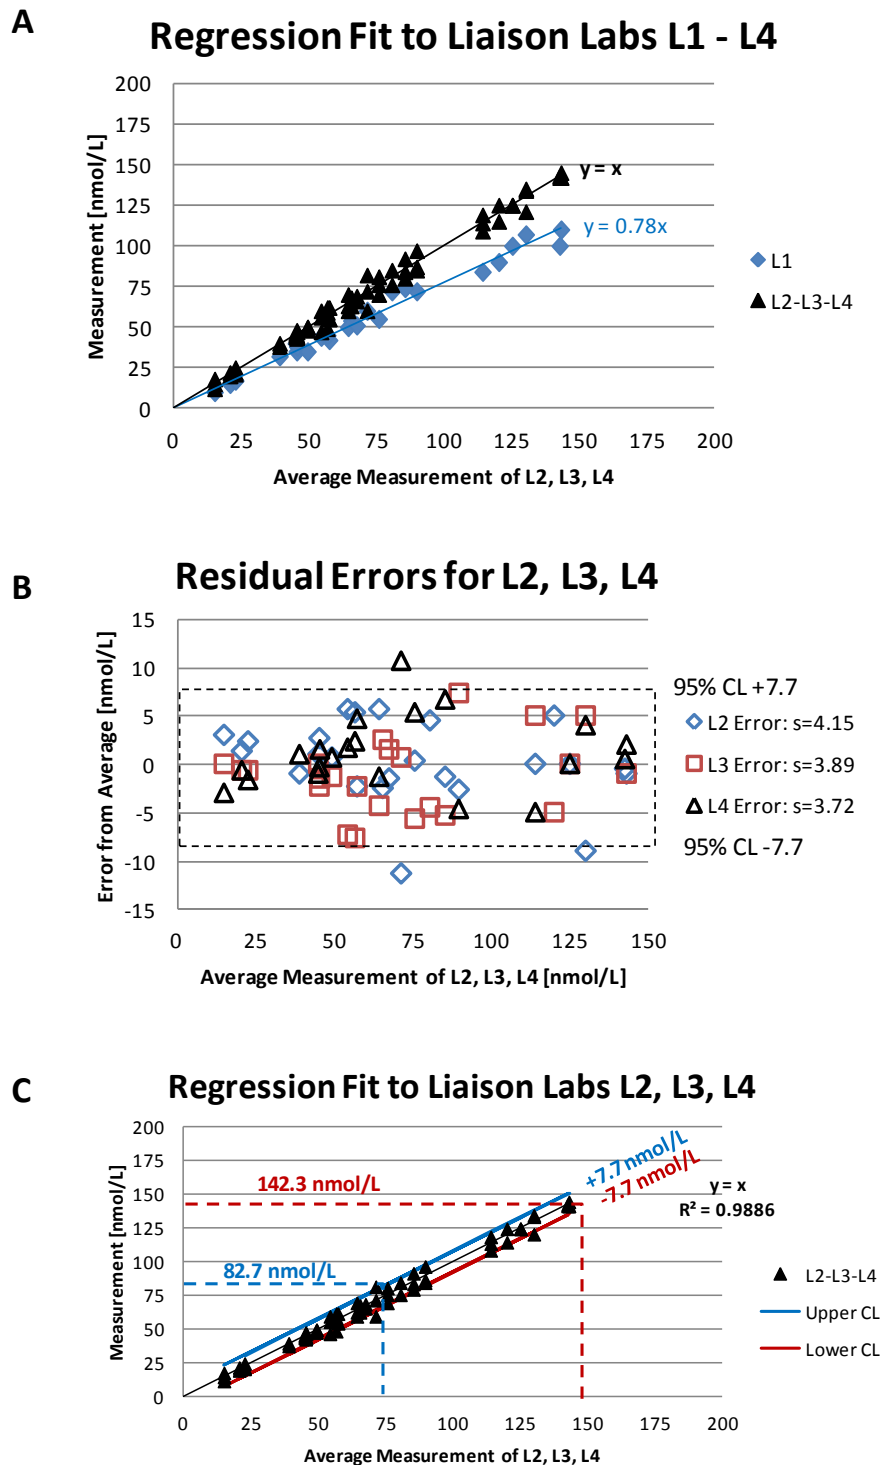 A
Regression Fit to Liaison Labs L1 - L4
200
175
150
125
100
75
50
25
0
Measurement [nmol/L]
y = x
y = 0.78x
L1
L2-L3-L4
0 25 50 75 100 125 150 175 200
Average Measurement of L2, L3, L4
B
Residual Errors for L2, L3, L4
15
10
5
0
-5
-10
-15
Error from Average [nmol/L]
95% CL +7.7
L2 Error: s=4.15
L3 Error: s=3.89
L4 Error: s=3.72
95% CL -7.7
0 25 50 75 100 125 150
Average Measurement of L2, L3, L4 [nmol/L]
C
Regression Fit to Liaison Labs L2, L3, L4
200
175
150
125
100
75
50
25
0
Measurement [nmol/L]
142.3 nmol/L
82.7 nmol/L
+7.7 nmol/L
-7.7 nmol/L
y = x
R² = 0.9886
L2-L3-L4
Upper CL
Lower CL
0 25 50 75 100 125 150 175 200
Average Measurement of L2, L3, L4